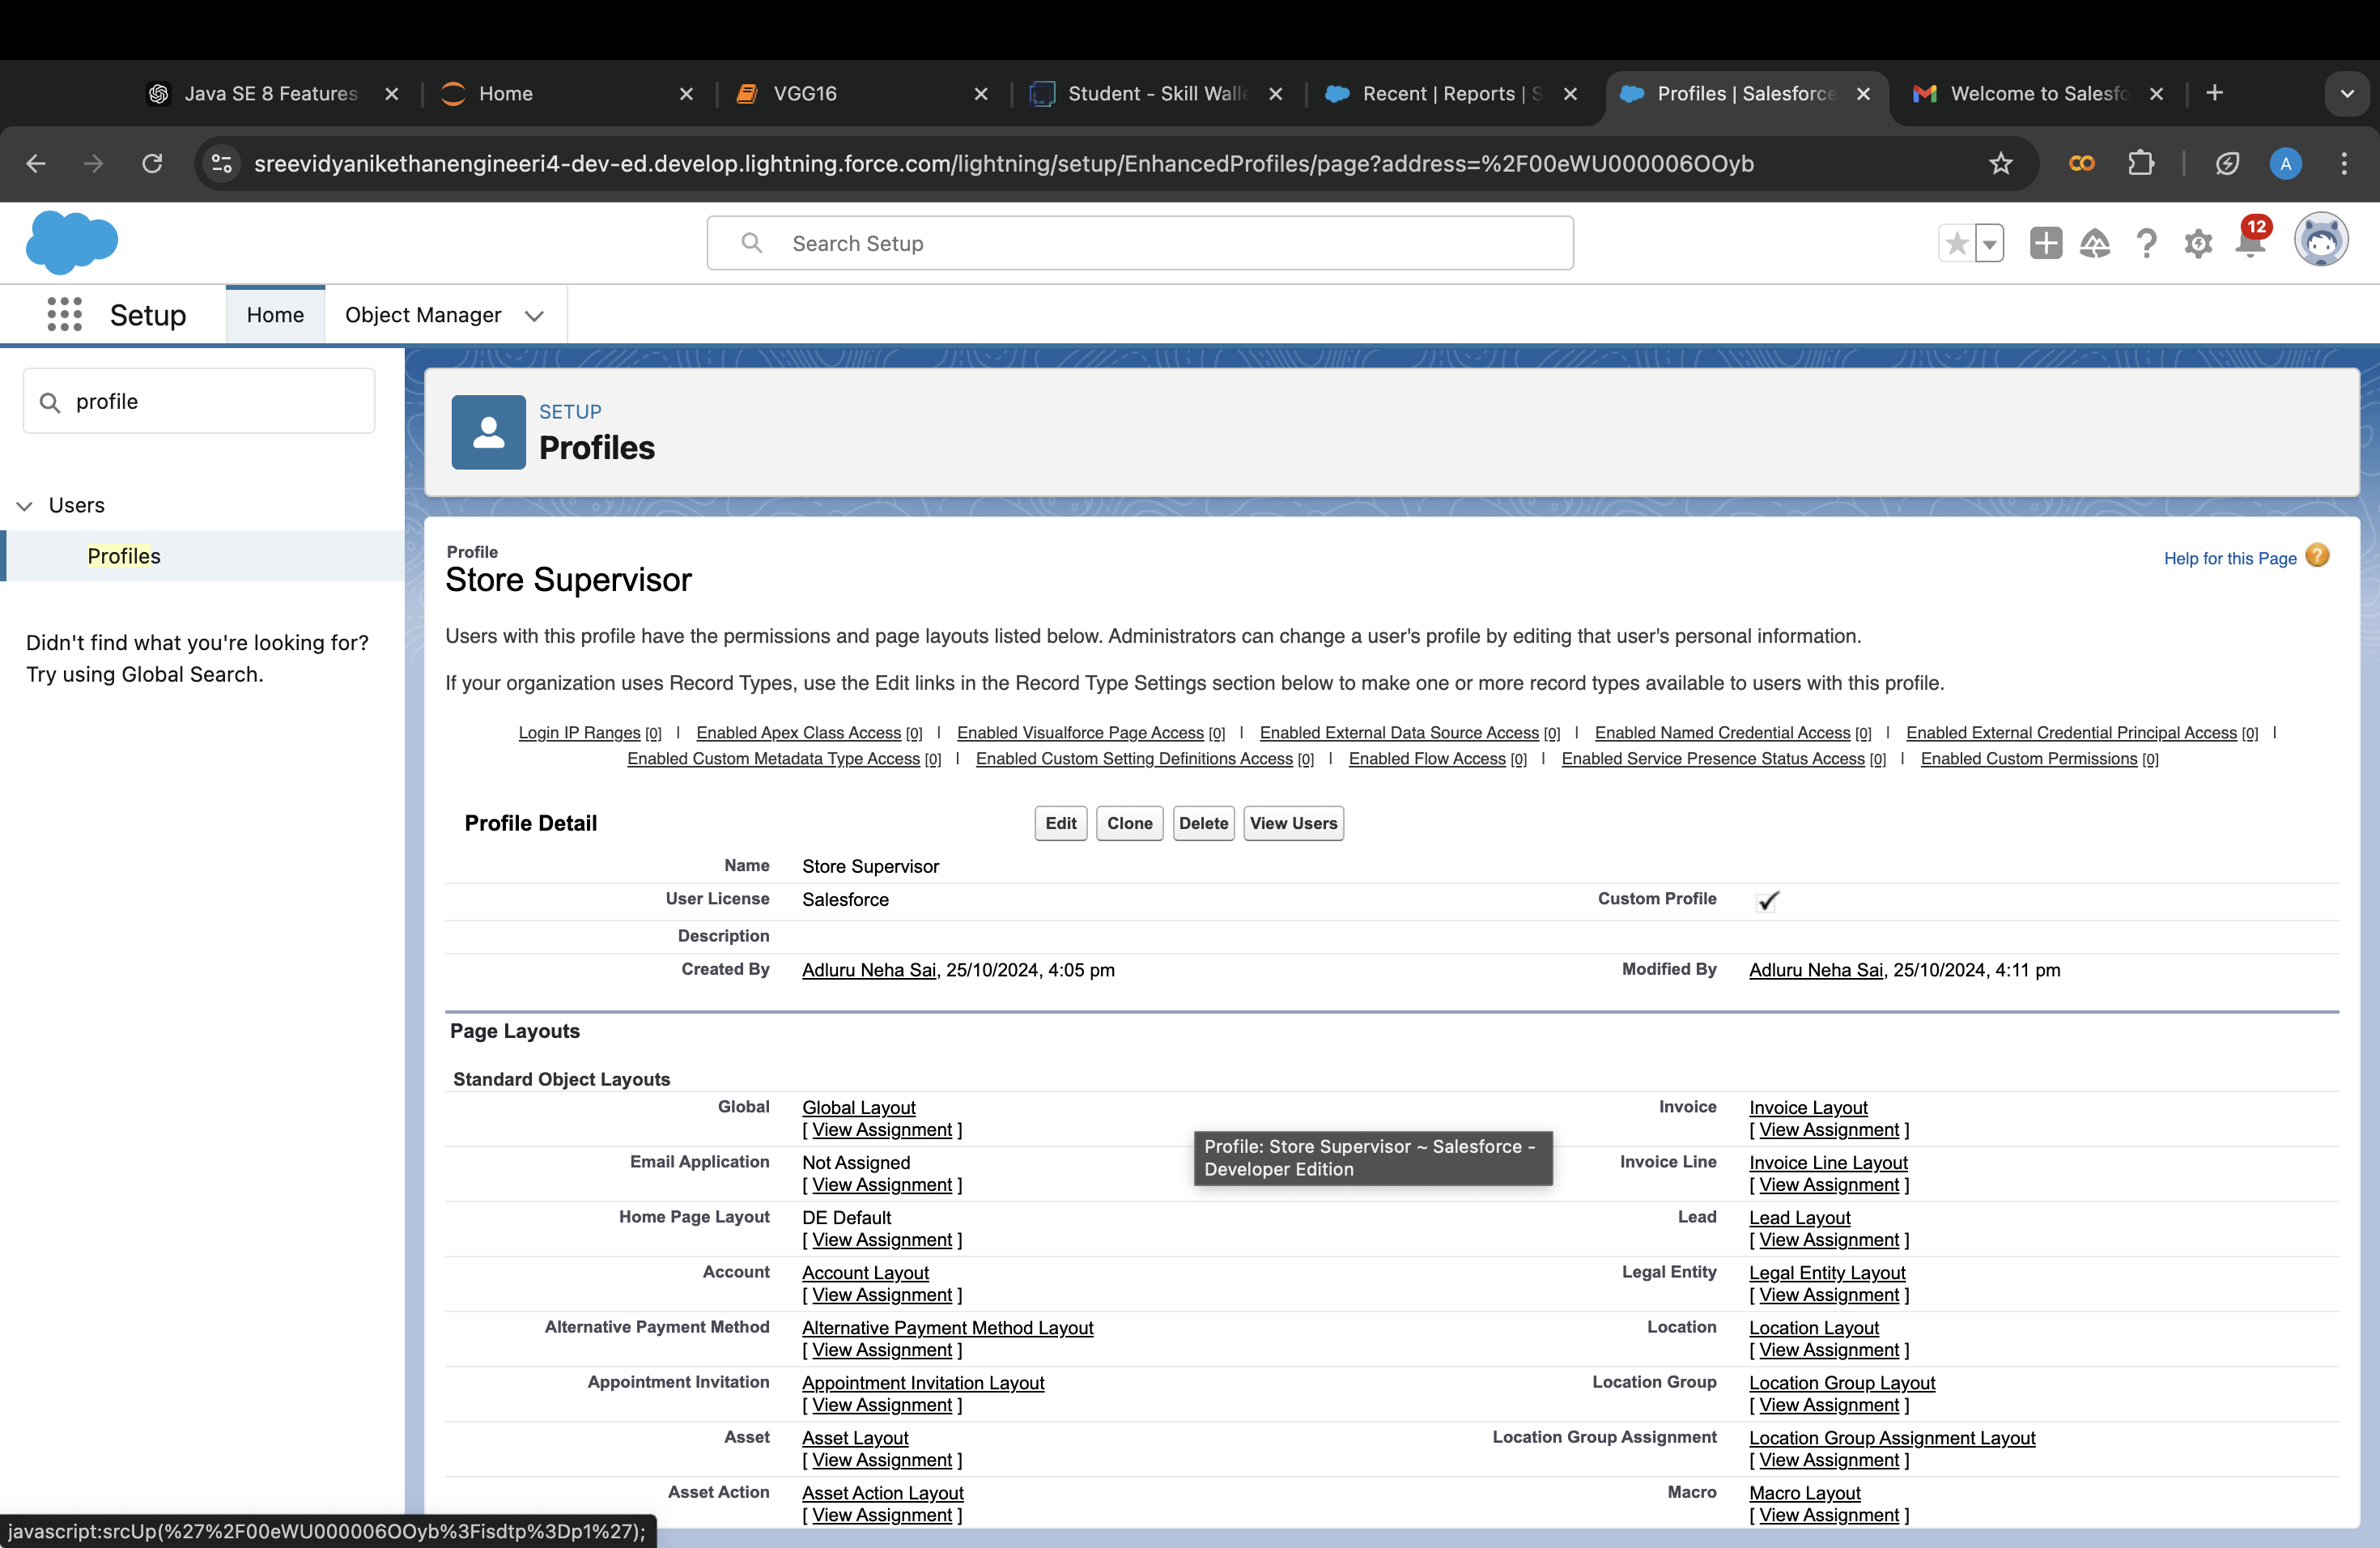 Java SE 8 Features
Home
VGG16
Student - Skill Walle
Recent | Reports | S
Profiles | Salesforce
Welcome to Salesfo
sreevidyanikethanengineeri4-dev-ed.develop.lightning.force.com/lightning/setup/EnhancedProfiles/page?address=%2F00eWU000006OOyb
A
Search Setup
12
Setup
Home
Object Manager
profile
Users
Profiles
Didn't find what you're looking for?
Try using Global Search.
SETUP
Profiles
Profile
Store Supervisor
Help for this Page
Users with this profile have the permissions and page layouts listed below. Administrators can change a user's profile by editing that user's personal information.
If your organization uses Record Types, use the Edit links in the Record Type Settings section below to make one or more record types available to users with this profile.
Login IP Ranges [0] | Enabled Apex Class Access [0] | Enabled Visualforce Page Access [0] | Enabled External Data Source Access [0] | Enabled Named Credential Access [0] | Enabled External Credential Principal Access [0] |
Enabled Custom Metadata Type Access [0] | Enabled Custom Setting Definitions Access [0] | Enabled Flow Access [0] | Enabled Service Presence Status Access [0] | Enabled Custom Permissions [0]
Profile Detail
Edit Clone Delete View Users
Name Store Supervisor
User License Salesforce Custom Profile
Description
Created By Adluru Neha Sai, 25/10/2024, 4:05 pm Modified By Adluru Neha Sai, 25/10/2024, 4:11 pm
Page Layouts
Standard Object Layouts
Global Global Layout Invoice Invoice Layout
[ View Assignment ] [ View Assignment ]
Profile: Store Supervisor ~ Salesforce -
Developer Edition
Email Application Not Assigned Invoice Line Invoice Line Layout
[ View Assignment ] [ View Assignment ]
Home Page Layout DE Default Lead Lead Layout
[ View Assignment ] [ View Assignment ]
Account Account Layout Legal Entity Legal Entity Layout
[ View Assignment ] [ View Assignment ]
Alternative Payment Method Alternative Payment Method Layout Location Location Layout
[ View Assignment ] [ View Assignment ]
Appointment Invitation Appointment Invitation Layout Location Group Location Group Layout
[ View Assignment ] [ View Assignment ]
Asset Asset Layout Location Group Assignment Location Group Assignment Layout
[ View Assignment ] [ View Assignment ]
Asset Action Asset Action Layout Macro Macro Layout
[ View Assignment ] [ View Assignment ]
javascript:srcUp(%27%2F00eWU000006OOyb%3Fisdtp%3Dp1%27);